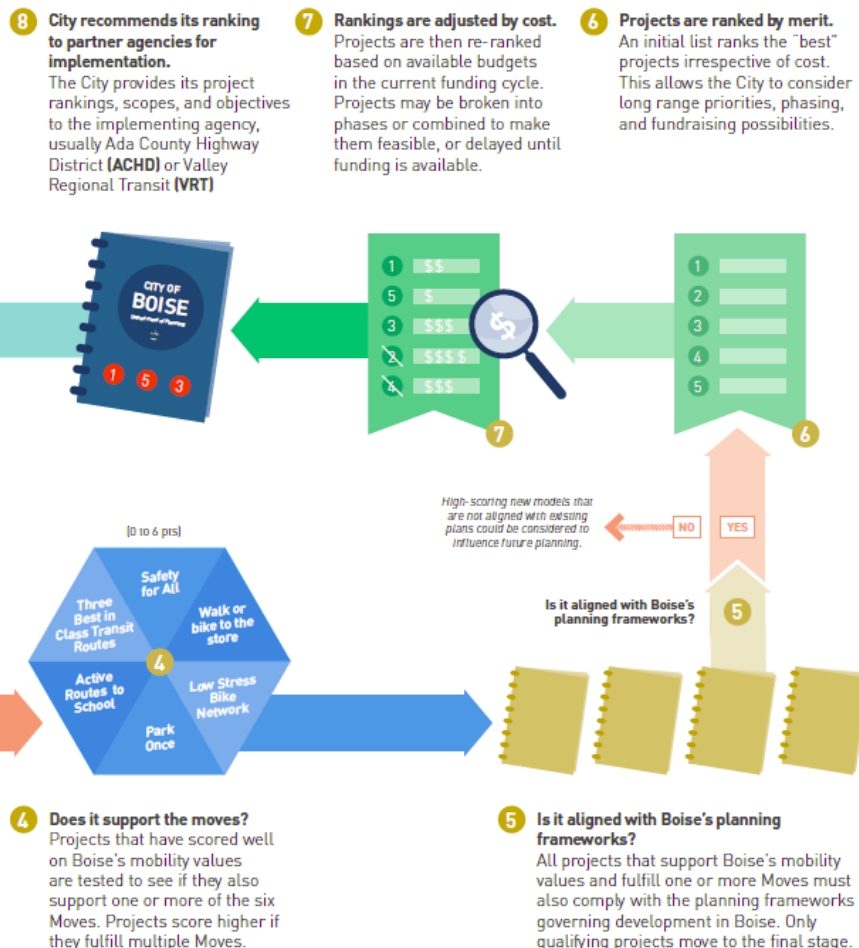 8 City recommends its ranking
to partner agencies for
implementation.
The City provides its project
rankings, scopes, and objectives
to the implementing agency,
usually Ada County Highway
District (ACHD) or Valley
Regional Transit (VRT)
7 Rankings are adjusted by cost.
Projects are then re-ranked
based on available budgets
in the current funding cycle.
Projects may be broken into
phases or combined to make
them feasible, or delayed until
funding is available.
6 Projects are ranked by merit.
An initial list ranks the "best"
projects irrespective of cost.
This allows the City to consider
long range priorities, phasing,
and fundraising possibilities.
CITY OF
BOISE
Department of Planning
1 5 3
1 $$
5 $
3 $$$
2 $$$$
4 $$$
$
7
1
2
3
4
5
6
High-scoring new models that
are not aligned with existing
plans could be considered to
influence future planning.
NO
YES
Is it aligned with Boise's
planning frameworks?
5
(0 to 6 pts)
Safety
for All
Walk or
bike to the
store
Low Stress
Bike
Network
Park
Once
Active
Routes to
School
Three
Best in
Class Transit
Routes
4
4 Does it support the moves?
Projects that have scored well
on Boise's mobility values
are tested to see if they also
support one or more of the six
Moves. Projects score higher if
they fulfill multiple Moves.
5 Is it aligned with Boise's planning
frameworks?
All projects that support Boise's mobility
values and fulfill one or more Moves must
also comply with the planning frameworks
governing development in Boise. Only
qualifying projects move to the final stage.